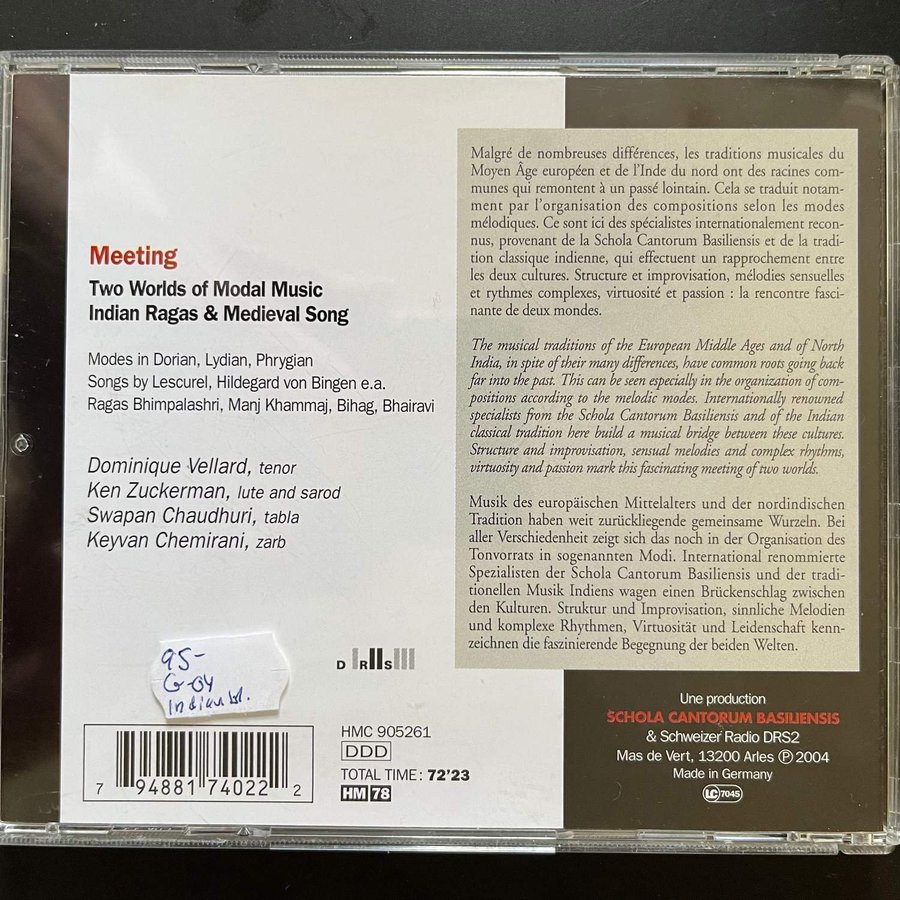 Meeting
Two Worlds of Modal Music
Indian Ragas & Medieval Song
Modes in Dorian, Lydian, Phrygian
Songs by Lescurel, Hildegard von Bingen e.a.
Ragas Bhimpalashri, Manj Khammaj, Bihag, Bhairavi
Dominique Vellard, tenor
Ken Zuckerman, lute and sarod
Swapan Chaudhuri, tabla
Keyvan Chemirani, zarb
95-
G-04
DRS
HMC 905261
DDD
TOTAL TIME : 72'23
HM 78
7 94881 74022 2
Malgré de nombreuses différences, les traditions musicales du
Moyen Âge européen et de l'Inde du nord ont des racines com-
munes qui remontent à un passé lointain. Cela se traduit notam-
ment par l'organisation des compositions selon les modes
mélodiques. Ce sont ici des spécialistes internationalement recon-
nus, provenant de la Schola Cantorum Basiliensis et de la tradi-
tion classique indienne, qui effectuent un rapprochement entre
les deux cultures. Structure et improvisation, mélodies sensuelles
et rythmes complexes, virtuosité et passion : la rencontre fasci-
nante de deux mondes.
The musical traditions of the European Middle Ages and of North
India, in spite of their many differences, have common roots going back
far into the past. This can be seen especially in the organization of com-
positions according to the melodic modes. Internationally renowned
specialists from the Schola Cantorum Basiliensis and of the Indian
classical tradition here build a musical bridge between these cultures.
Structure and improvisation, sensual melodies and complex rhythms,
virtuosity and passion mark this fascinating meeting of two worlds.
Musik des europäischen Mittelalters und der nordindischen
Tradition haben weit zurückliegende gemeinsame Wurzeln. Bei
aller Verschiedenheit zeigt sich das noch in der Organisation des
Tonvorrats in sogenannten Modi. International renommierte
Spezialisten der Schola Cantorum Basiliensis und der tradi-
tionellen Musik Indiens wagen einen Brückenschlag zwischen
den Kulturen. Struktur und Improvisation, sinnliche Melodien
und komplexe Rhythmen, Virtuosität und Leidenschaft kenn-
zeichnen die faszinierende Begegnung der beiden Welten.
Une production
SCHOLA CANTORUM BASILIENSIS
& Schweizer Radio DRS2
Mas de Vert, 13200 Arles Ⓟ 2004
Made in Germany
LC 7045